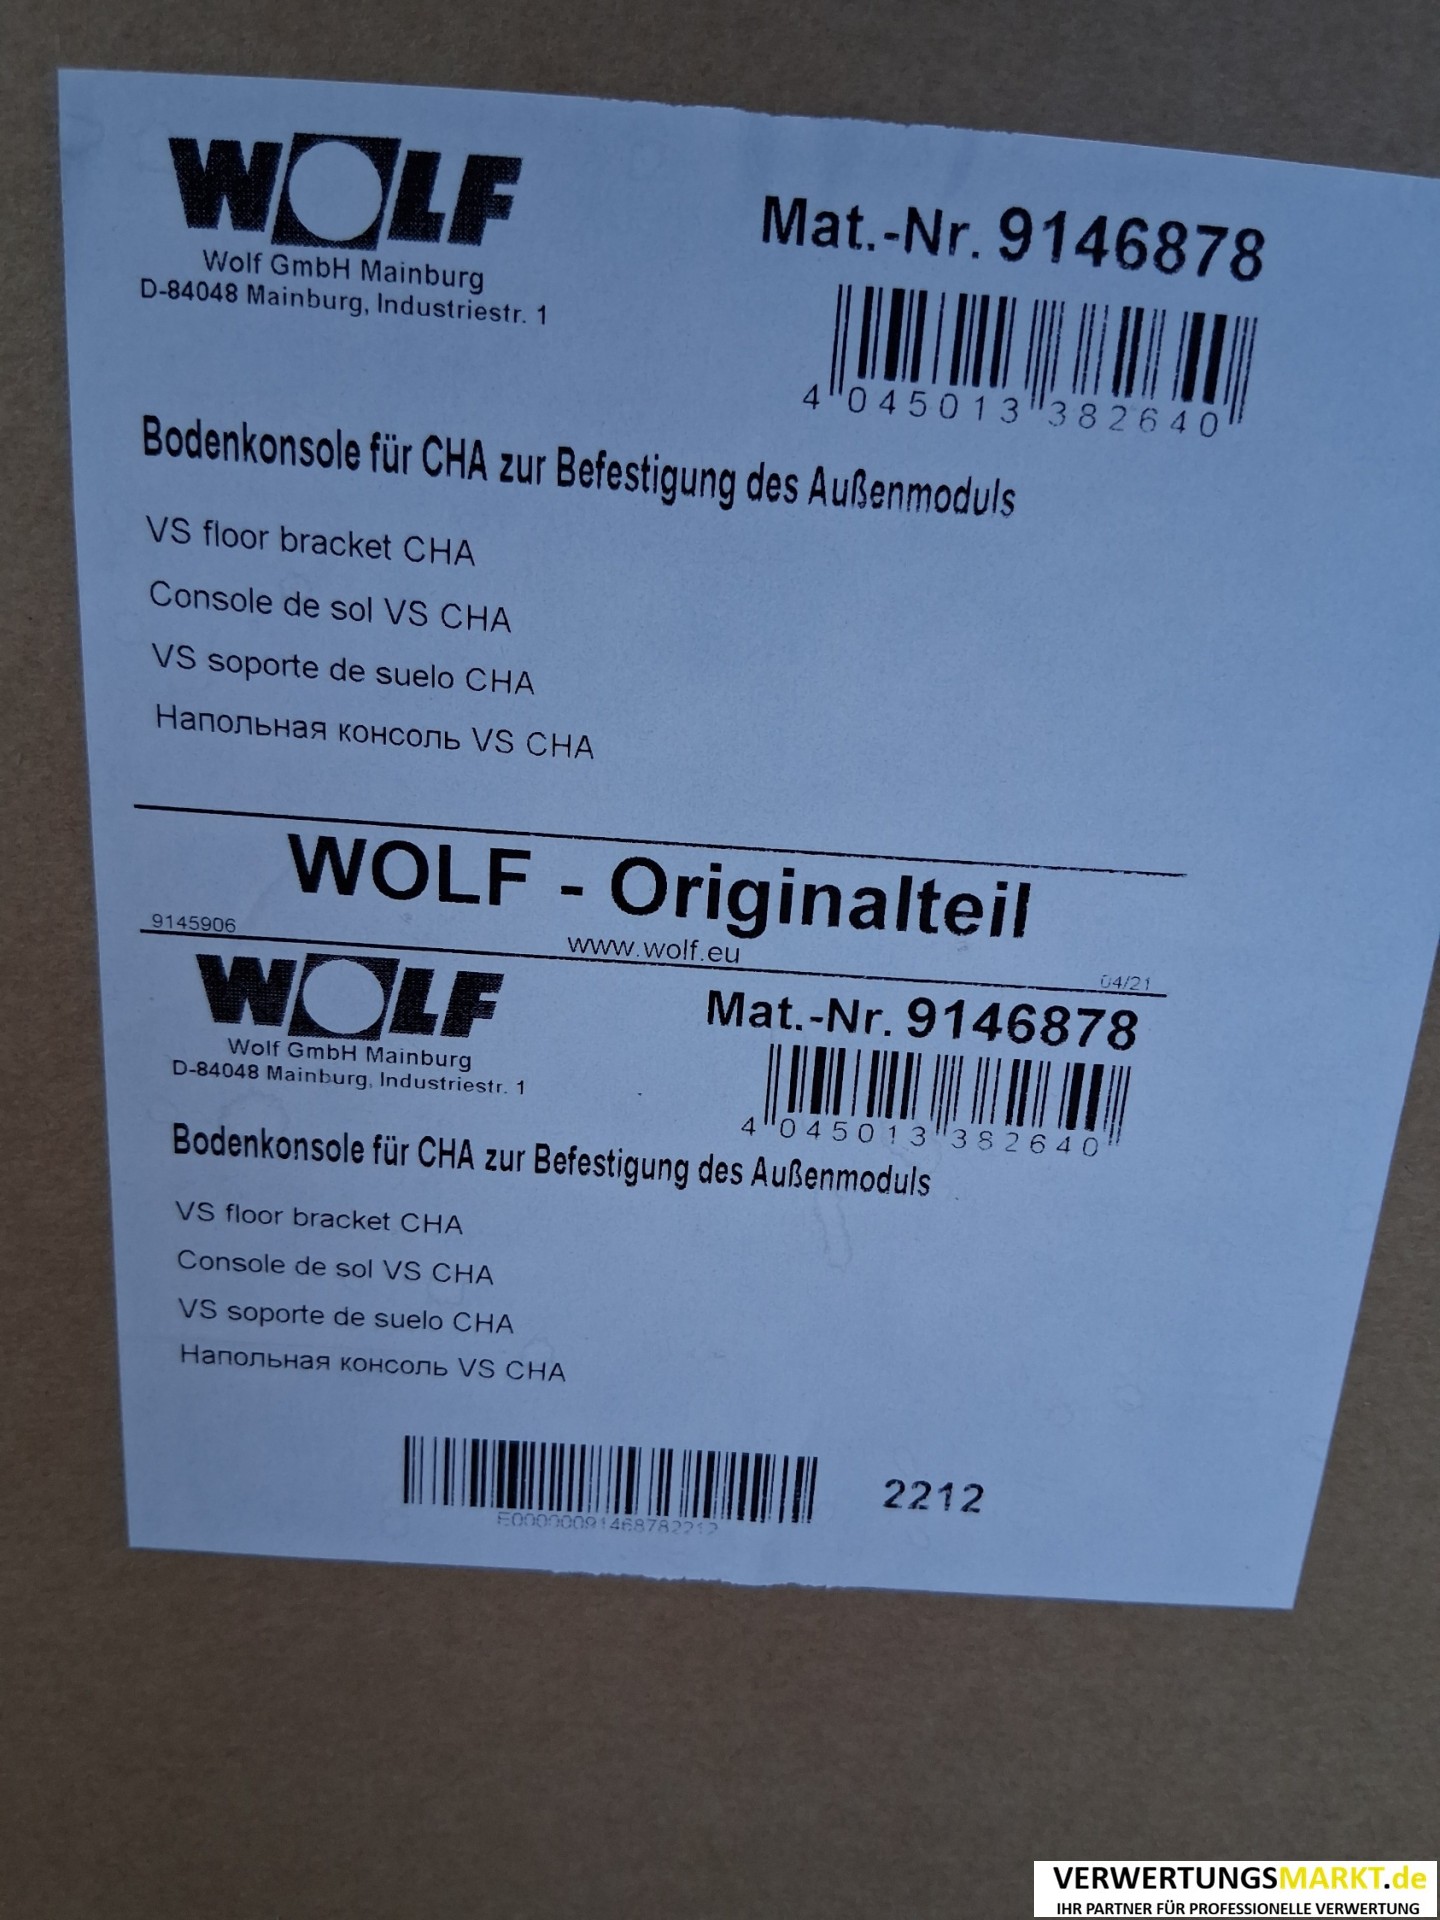 WOLF
Wolf GmbH Mainburg
D-84048 Mainburg, Industriestr. 1
Mat.-Nr. 9146878
4 045013 382640
Bodenkonsole für CHA zur Befestigung des Außenmoduls
VS floor bracket CHA
Console de sol VS CHA
VS soporte de suelo CHA
Напольная консоль VS CHA
WOLF - Originalteil
9145906
www.wolf.eu
04/21
WOLF
Wolf GmbH Mainburg
D-84048 Mainburg, Industriestr. 1
Mat.-Nr. 9146878
4 045013 382640
Bodenkonsole für CHA zur Befestigung des Außenmoduls
VS floor bracket CHA
Console de sol VS CHA
VS soporte de suelo CHA
Напольная консоль VS CHA
2212
VERWERTUNGSMARKT.de
IHR PARTNER FÜR PROFESSIONELLE VERWERTUNG